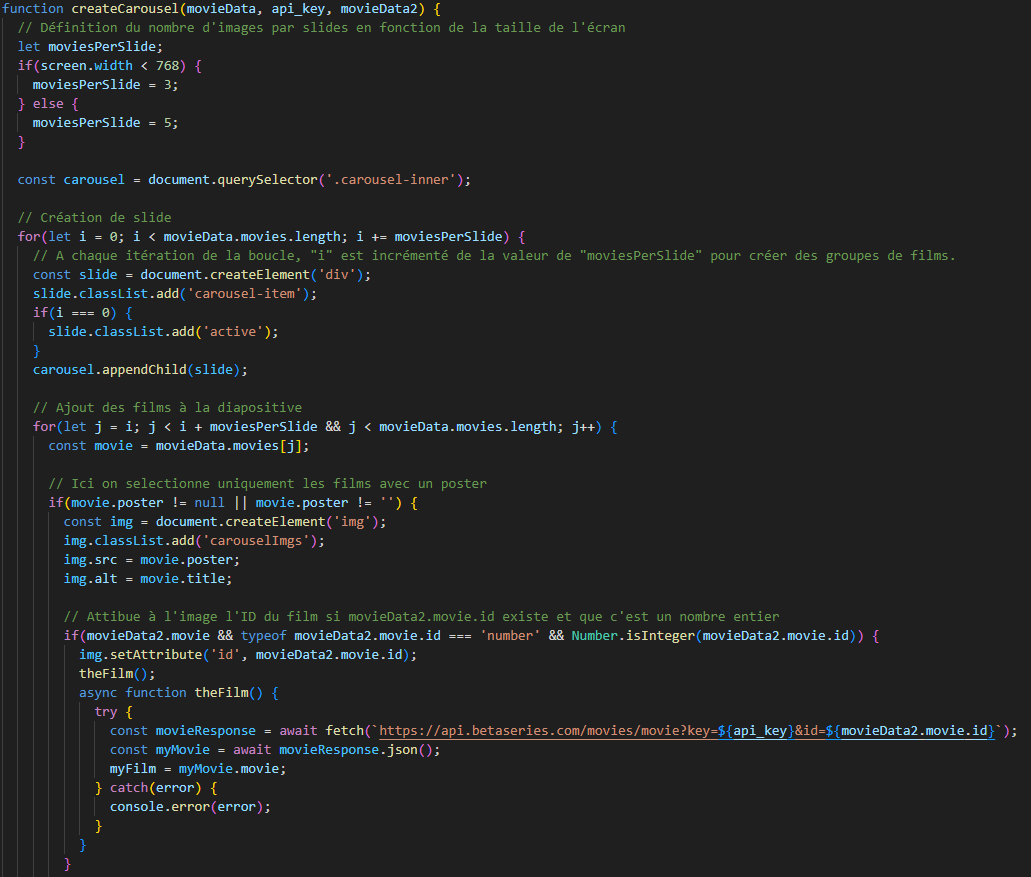 function createCarousel(movieData, api_key, movieData2) {
// Définition du nombre d'images par slides en fonction de la taille de l'écran
let moviesPerSlide;
if(screen.width < 768) {
moviesPerSlide = 3;
} else {
moviesPerSlide = 5;
}
const carousel = document.querySelector('.carousel-inner');
// Création de slide
for(let i = 0; i < movieData.movies.length; i += moviesPerSlide) {
// A chaque itération de la boucle, "i" est incrémenté de la valeur de "moviesPerSlide" pour créer des groupes de films.
const slide = document.createElement('div');
slide.classList.add('carousel-item');
if(i === 0) {
slide.classList.add('active');
}
carousel.appendChild(slide);
// Ajout des films à la diapositive
for(let j = i; j < i + moviesPerSlide && j < movieData.movies.length; j++) {
const movie = movieData.movies[j];
// Ici on selectionne uniquement les films avec un poster
if(movie.poster != null || movie.poster != '') {
const img = document.createElement('img');
img.classList.add('carouselImgs');
img.src = movie.poster;
img.alt = movie.title;
// Attibue à l'image l'ID du film si movieData2.movie.id existe et que c'est un nombre entier
if(movieData2.movie && typeof movieData2.movie.id === 'number' && Number.isInteger(movieData2.movie.id)) {
img.setAttribute('id', movieData2.movie.id);
theFilm();
async function theFilm() {
try {
const movieResponse = await fetch(`https://api.betaseries.com/movies/movie?key=${api_key}&id=${movieData2.movie.id}`);
const myMovie = await movieResponse.json();
myFilm = myMovie.movie;
} catch(error) {
console.error(error);
}
}
}